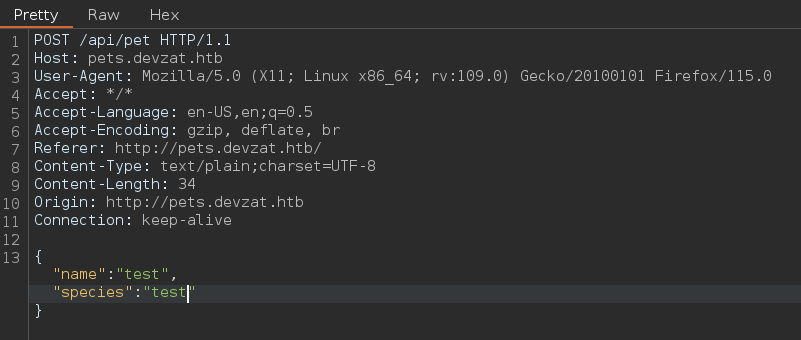 Pretty Raw Hex
1 POST /api/pet HTTP/1.1
2 Host: pets.devzat.htb
3 User-Agent: Mozilla/5.0 (X11; Linux x86_64; rv:109.0) Gecko/20100101 Firefox/115.0
4 Accept: */*
5 Accept-Language: en-US,en;q=0.5
6 Accept-Encoding: gzip, deflate, br
7 Referer: http://pets.devzat.htb/
8 Content-Type: text/plain;charset=UTF-8
9 Content-Length: 34
10 Origin: http://pets.devzat.htb
11 Connection: keep-alive
12
13 {
"name":"test",
"species":"test"
}